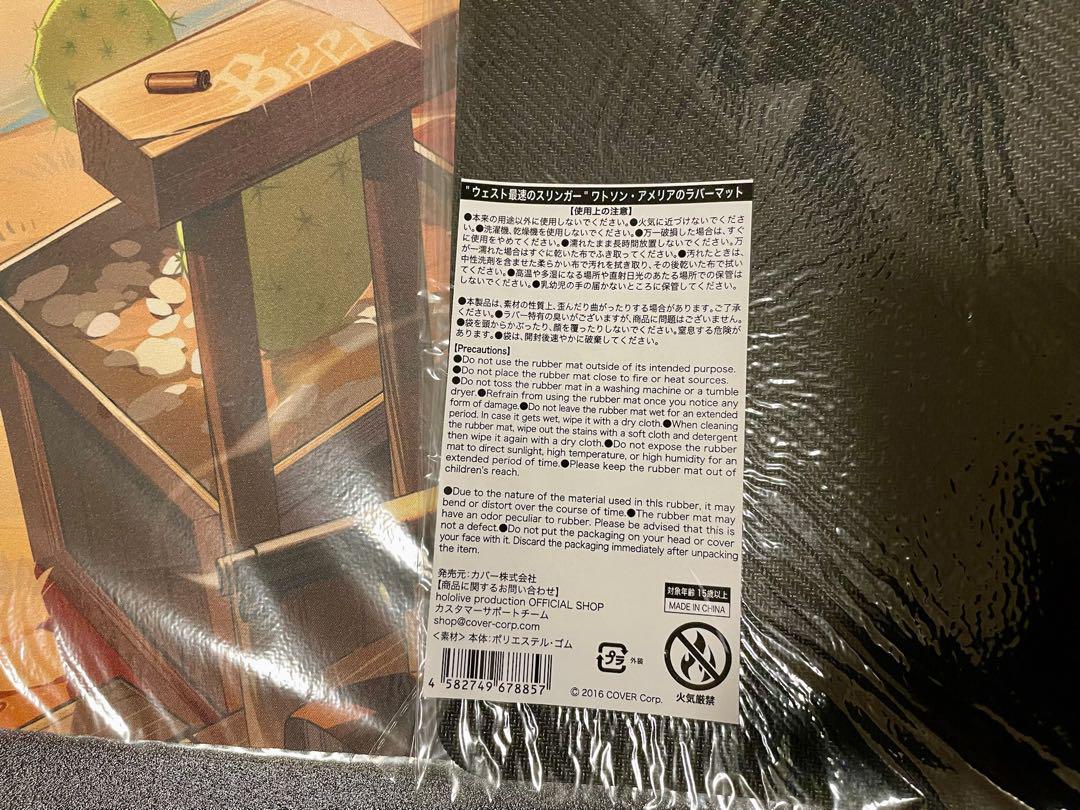 Beer
"ウェスト最速のスリンガー" ワトソン・アメリアのラバーマット
【使用上の注意】
●本来の用途以外に使用しないでください。●火気に近づけないでくださ
い。●洗濯機、乾燥機を使用しないでください。●万一破損した場合は、すぐ
に使用をやめてください。●濡れたまま長時間放置しないでください。万
が一濡れた場合はすぐに乾いた布でふき取ってください。●汚れたときは、
中性洗剤を含ませた柔らかい布で汚れを拭き取り、その後乾いた布で拭い
てください。●高温や多湿になる場所や直射日光のあたる場所での保管は
しないでください。●乳幼児の手の届かないところに保管してください。
●本製品は、素材の性質上、歪んだり曲がったりする場合があります。ご了承
ください。●ラバー特有の臭いがございますが、商品に問題はございません。
●袋を頭からかぶったり、顔を覆ったりしないでください。窒息する危険が
あります。●袋は、開封後速やかに破棄してください。
【Precautions】
●Do not use the rubber mat outside of its intended purpose.
●Do not place the rubber mat close to fire or heat sources.
●Do not toss the rubber mat in a washing machine or a tumble
dryer.●Refrain from using the rubber mat once you notice any
form of damage.●Do not leave the rubber mat wet for an extended
period. In case it gets wet, wipe it with a dry cloth.●When cleaning
the rubber mat, wipe out the stains with a soft cloth and detergent
then wipe it again with a dry cloth.●Do not expose the rubber
mat to direct sunlight, high temperature, or high humidity for an
extended period of time.●Please keep the rubber mat out of
children's reach.
●Due to the nature of the material used in this rubber, it may
bend or distort over the course of time.●The rubber mat may
have an odor peculiar to rubber. Please be advised that this is
not a defect.●Do not put the packaging on your head or cover
your face with it. Discard the packaging immediately after unpacking
the item.
発売元:カバー株式会社
【商品に関するお問い合わせ】
hololive production OFFICIAL SHOP
カスタマーサポートチーム
shop@cover-corp.com
<素材> 本体:ポリエステル・ゴム
対象年齢 15歳以上
MADE IN CHINA
プラ 外装
火気厳禁
4 582749 678857
© 2016 COVER Corp.